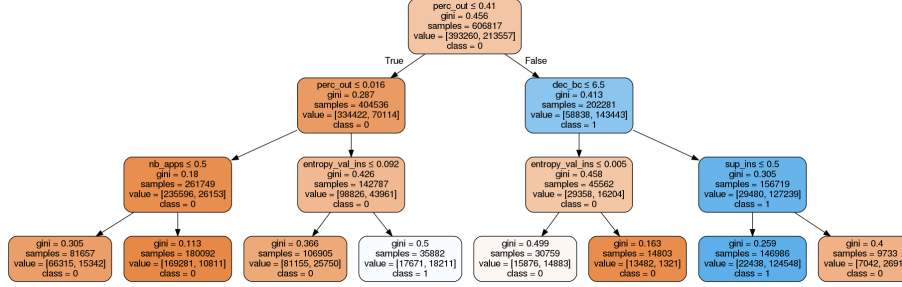 perc_out ≤ 0.41
gini = 0.456
samples = 606817
value = [393260, 213557]
class = 0
True
False
perc_out ≤ 0.016
gini = 0.287
samples = 404536
value = [334422, 70114]
class = 0
dec_bc ≤ 6.5
gini = 0.413
samples = 202281
value = [58838, 143443]
class = 1
nb_apps ≤ 0.5
gini = 0.18
samples = 261749
value = [235596, 26153]
class = 0
entropy_val_ins ≤ 0.092
gini = 0.426
samples = 142787
value = [98826, 43961]
class = 0
entropy_val_ins ≤ 0.005
gini = 0.458
samples = 45562
value = [29358, 16204]
class = 0
sup_ins ≤ 0.5
gini = 0.305
samples = 156719
value = [29480, 127239]
class = 1
gini = 0.305
samples = 81657
value = [66315, 15342]
class = 0
gini = 0.113
samples = 180092
value = [169281, 10811]
class = 0
gini = 0.366
samples = 106905
value = [81155, 25750]
class = 0
gini = 0.5
samples = 35882
value = [17671, 18211]
class = 1
gini = 0.499
samples = 30759
value = [15876, 14883]
class = 0
gini = 0.163
samples = 14803
value = [13482, 1321]
class = 0
gini = 0.259
samples = 146986
value = [22438, 124548]
class = 1
gini = 0.4
samples = 9733
value = [7042, 2691
class = 0